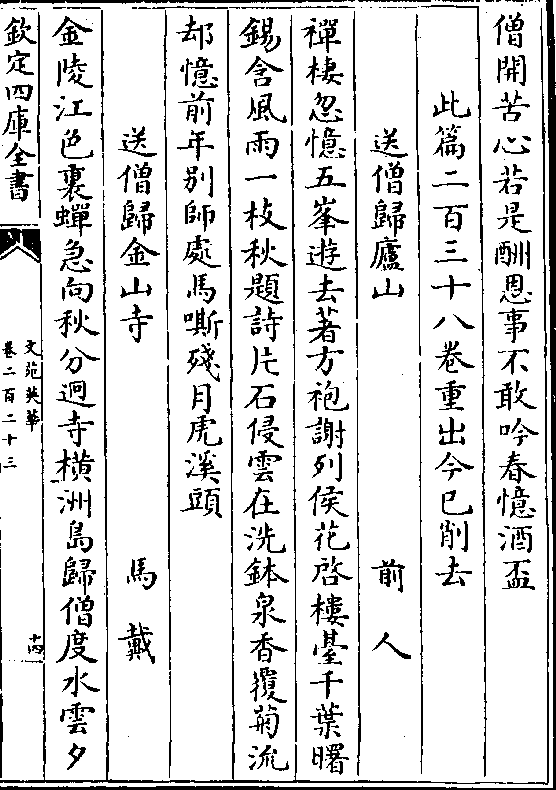 僧開苦心若是酬恩事不敢吟春憶酒盃
此篇二百三十八卷重出今已削去
送僧歸廬山 前人
禪棲忽憶五峯遊去著方袍謝列侯花啓樓臺千葉曙
錫含風雨一枝秋題詩片石侵雲在洗鉢泉香覆菊流
却憶前年别師處馬嘶殘月虎溪頭
送僧歸金山寺 馬戴
金陵江色裏蟬急向秋分迥寺横洲島歸僧度水雲夕
欽定四庫全書
文苑英華
卷二百二十三
十四